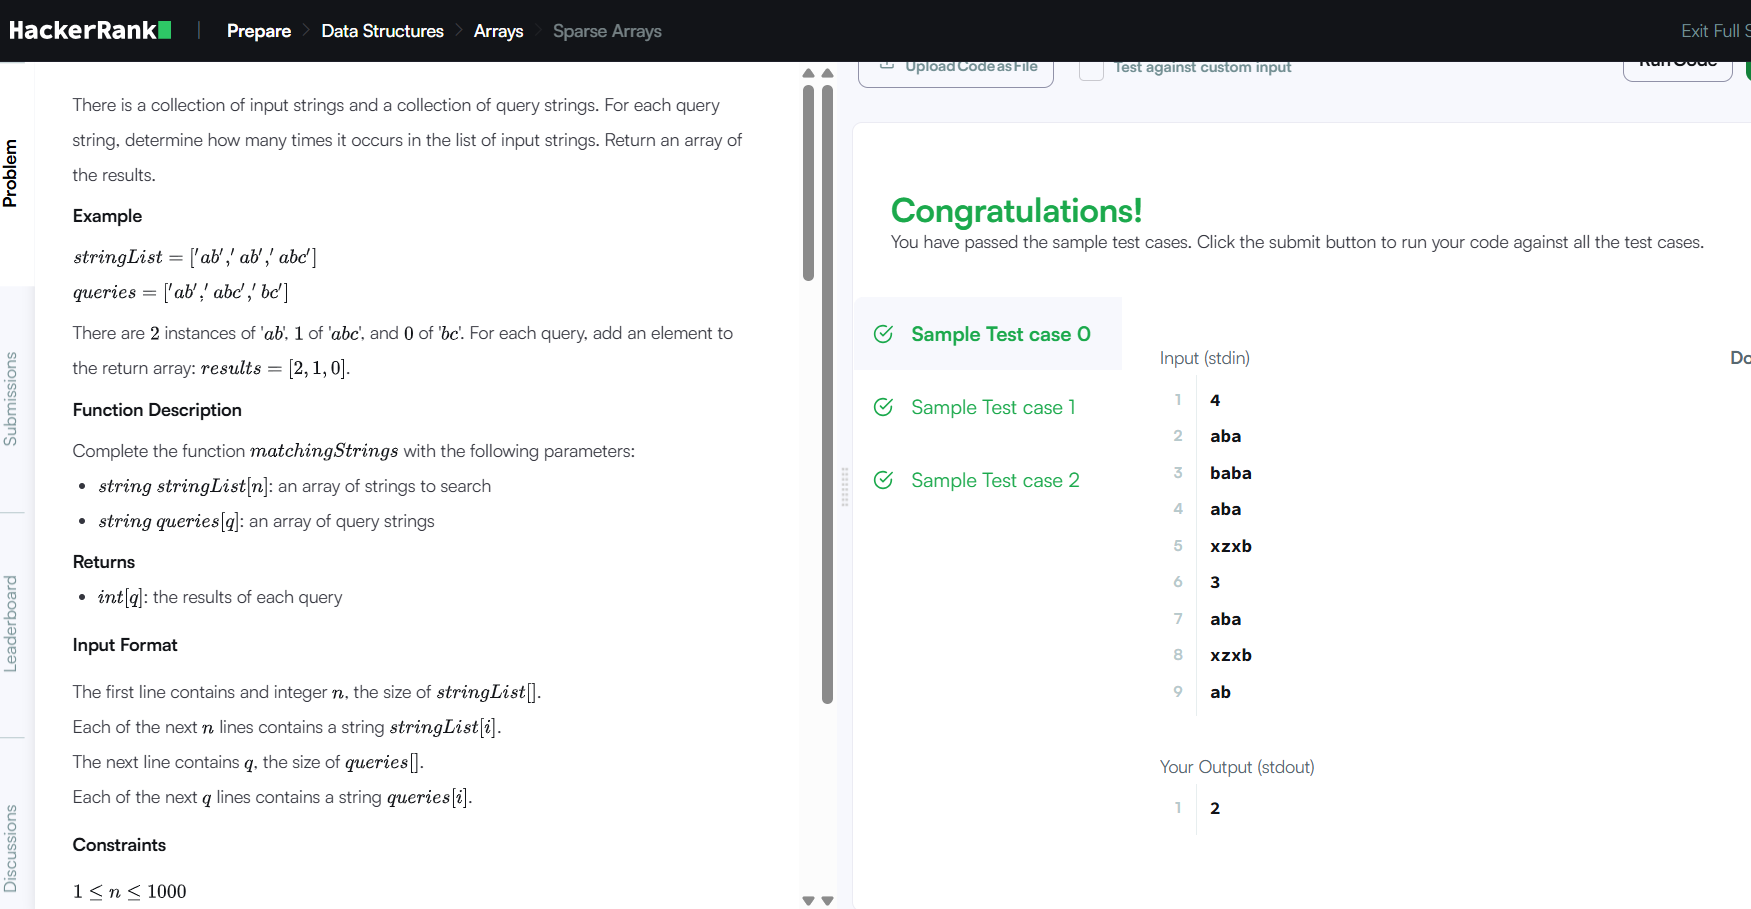 HackerRank | Prepare > Data Structures > Arrays > Sparse Arrays
Exit Full S
Problem
Submissions
Leaderboard
Discussions
There is a collection of input strings and a collection of query strings. For each query
string, determine how many times it occurs in the list of input strings. Return an array of
the results.
Example
stringList = ['ab',' ab',' abc']
queries = ['ab',' abc',' bc']
There are 2 instances of 'ab', 1 of 'abc', and 0 of 'bc'. For each query, add an element to
the return array: results = [2, 1, 0].
Function Description
Complete the function matchingStrings with the following parameters:
• string stringList[n]: an array of strings to search
• string queries[q]: an array of query strings
Returns
• int[q]: the results of each query
Input Format
The first line contains and integer n, the size of stringList[].
Each of the next n lines contains a string stringList[i].
The next line contains q, the size of queries[].
Each of the next q lines contains a string queries[i].
Constraints
1 ≤ n ≤ 1000
Upload Code as File
Test against custom input
Run Code
Congratulations!
You have passed the sample test cases. Click the submit button to run your code against all the test cases.
Sample Test case 0
Sample Test case 1
Sample Test case 2
Input (stdin)
Do
1 4
2 aba
3 baba
4 aba
5 xzxb
6 3
7 aba
8 xzxb
9 ab
Your Output (stdout)
1 2